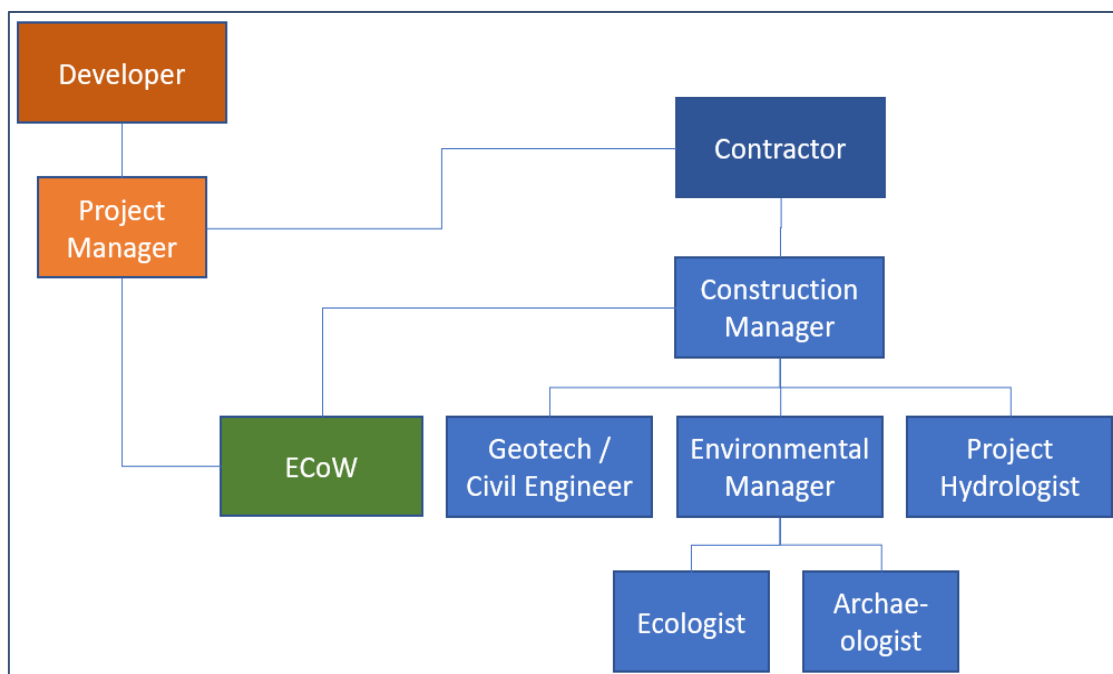 Developer
Contractor
Project
Manager
Construction
Manager
ECoW
Geotech /
Civil Engineer
Environmental
Manager
Project
Hydrologist
Ecologist
Archae-
ologist